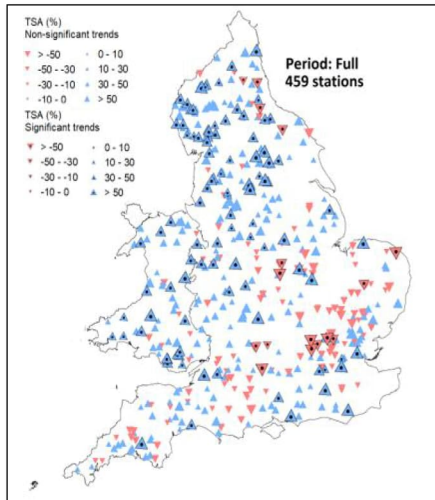 TSA (%)
Non-significant trends
> -50
-50 - -30
-30 - -10
-10 - 0
0 - 10
10 - 30
30 - 50
> 50
TSA (%)
Significant trends
> -50
-50 - -30
-30 - -10
-10 - 0
0 - 10
10 - 30
30 - 50
> 50
Period: Full
459 stations